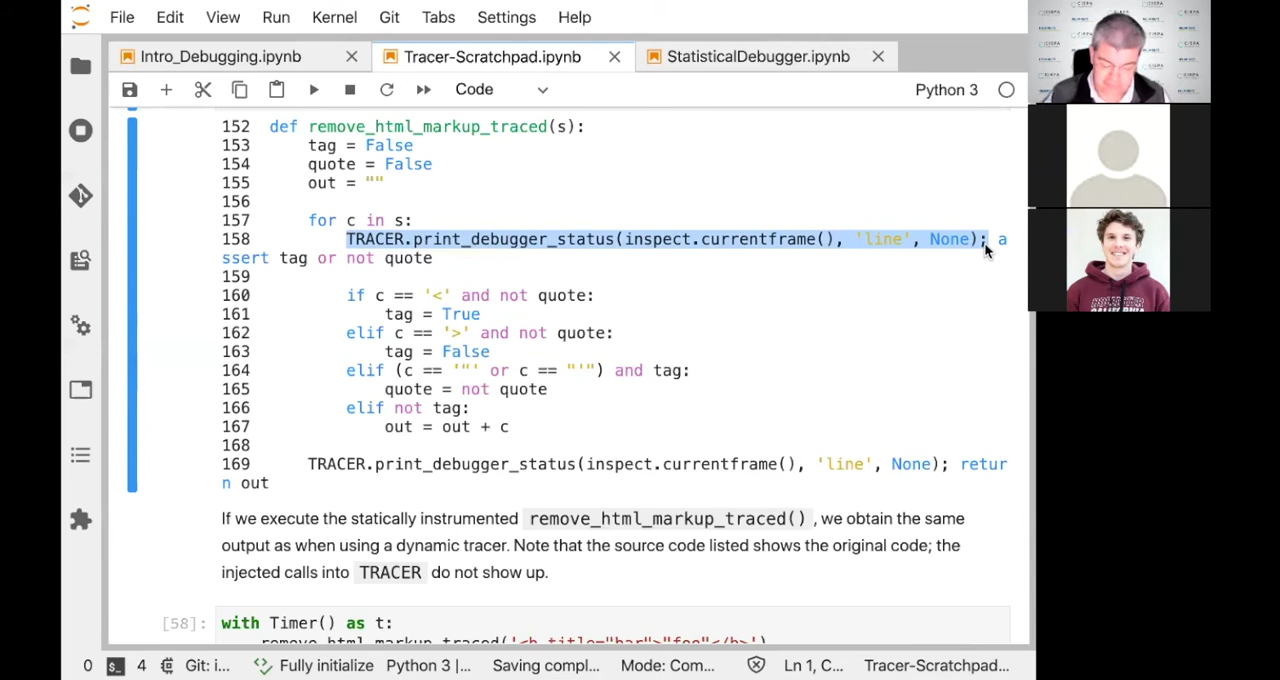 File Edit View Run Kernel Git Tabs Settings Help
Intro_Debugging.ipynb Tracer-Scratchpad.ipynb StatisticalDebugger.ipynb
Code Python 3
152 def remove_html_markup_traced(s):
153 tag = False
154 quote = False
155 out = ""
156
157 for c in s:
158 TRACER.print_debugger_status(inspect.currentframe(), 'line', None); a
ssert tag or not quote
159
160 if c == '<' and not quote:
161 tag = True
162 elif c == '>' and not quote:
163 tag = False
164 elif (c == '"' or c == "'") and tag:
165 quote = not quote
166 elif not tag:
167 out = out + c
168
169 TRACER.print_debugger_status(inspect.currentframe(), 'line', None); retur
n out
If we execute the statically instrumented remove_html_markup_traced() , we obtain the same
output as when using a dynamic tracer. Note that the source code listed shows the original code; the
injected calls into TRACER do not show up.
[58]: with Timer() as t:
remove_html_markup_traced('<b title="bar">"foo"</b>')
0 4 Git: i... Fully initialize Python 3 |... Saving compl... Mode: Com... Ln 1, C... Tracer-Scratchpad...